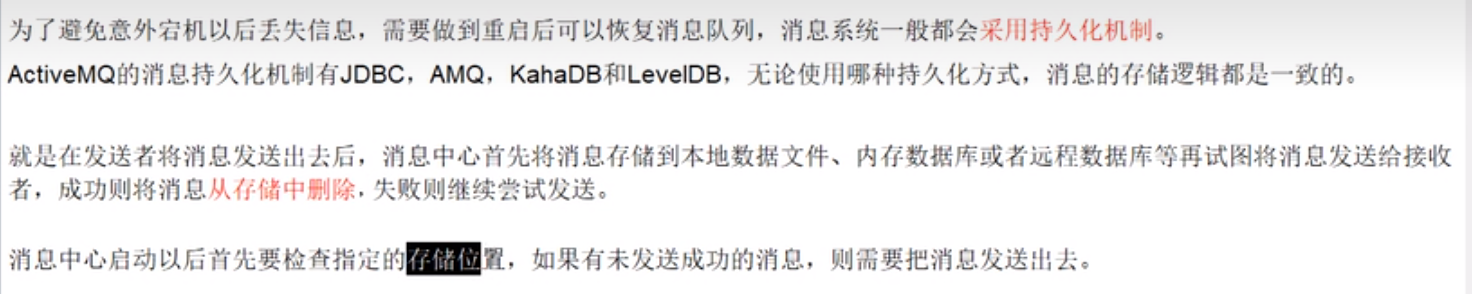 为了避免意外宕机以后丢失信息，需要做到重启后可以恢复消息队列，消息系统一般都会采用持久化机制。
ActiveMQ的消息持久化机制有JDBC，AMQ，KahaDB和LevelDB，无论使用哪种持久化方式，消息的存储逻辑都是一致的。
就是在发送者将消息发送出去后，消息中心首先将消息存储到本地数据文件、内存数据库或者远程数据库等再试图将消息发送给接收
者，成功则将消息从存储中删除，失败则继续尝试发送。
消息中心启动以后首先要检查指定的存储位置，如果有未发送成功的消息，则需要把消息发送出去。